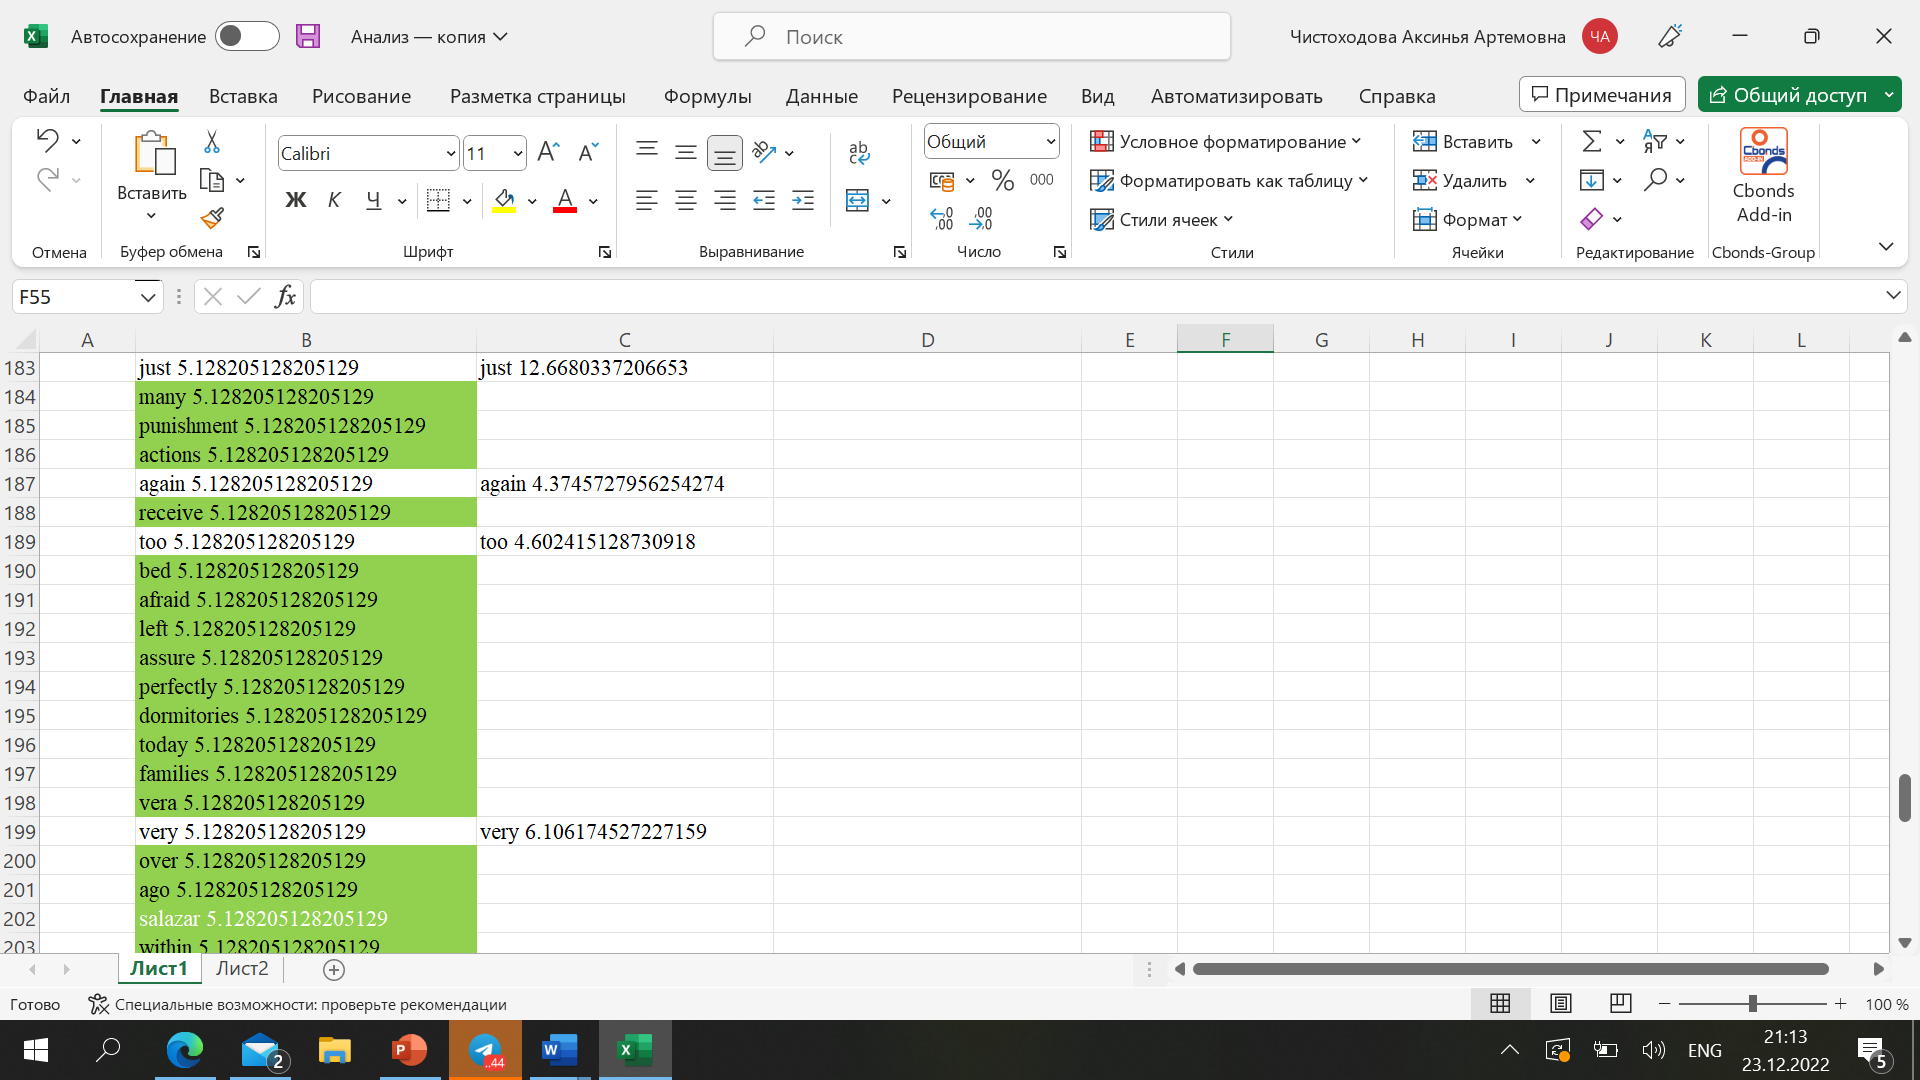 Автосохранение
Анализ — копия
Поиск
Чистоходова Аксинья Артемовна
ЧА
Файл
Главная
Вставка
Рисование
Разметка страницы
Формулы
Данные
Рецензирование
Вид
Автоматизировать
Справка
Примечания
Общий доступ
Вставить
Calibri
11
Ж К Ч
Общий
% 000
Условное форматирование
Форматировать как таблицу
Стили ячеек
Вставить
Удалить
Формат
Cbonds
Cbonds
Add-in
Отмена
Буфер обмена
Шрифт
Выравнивание
Число
Стили
Ячейки
Редактирование
Cbonds-Group
F55
fx
A B C D E F G H I J K L
183 just 5.128205128205129 just 12.6680337206653
184 many 5.128205128205129
185 punishment 5.128205128205129
186 actions 5.128205128205129
187 again 5.128205128205129 again 4.3745727956254274
188 receive 5.128205128205129
189 too 5.128205128205129 too 4.602415128730918
190 bed 5.128205128205129
191 afraid 5.128205128205129
192 left 5.128205128205129
193 assure 5.128205128205129
194 perfectly 5.128205128205129
195 dormitories 5.128205128205129
196 today 5.128205128205129
197 families 5.128205128205129
198 vera 5.128205128205129
199 very 5.128205128205129 very 6.106174527227159
200 over 5.128205128205129
201 ago 5.128205128205129
202 salazar 5.128205128205129
203 within 5.128205128205129
Лист1
Лист2
Готово
Специальные возможности: проверьте рекомендации
100 %
2
..44
ENG
21:13
23.12.2022
5